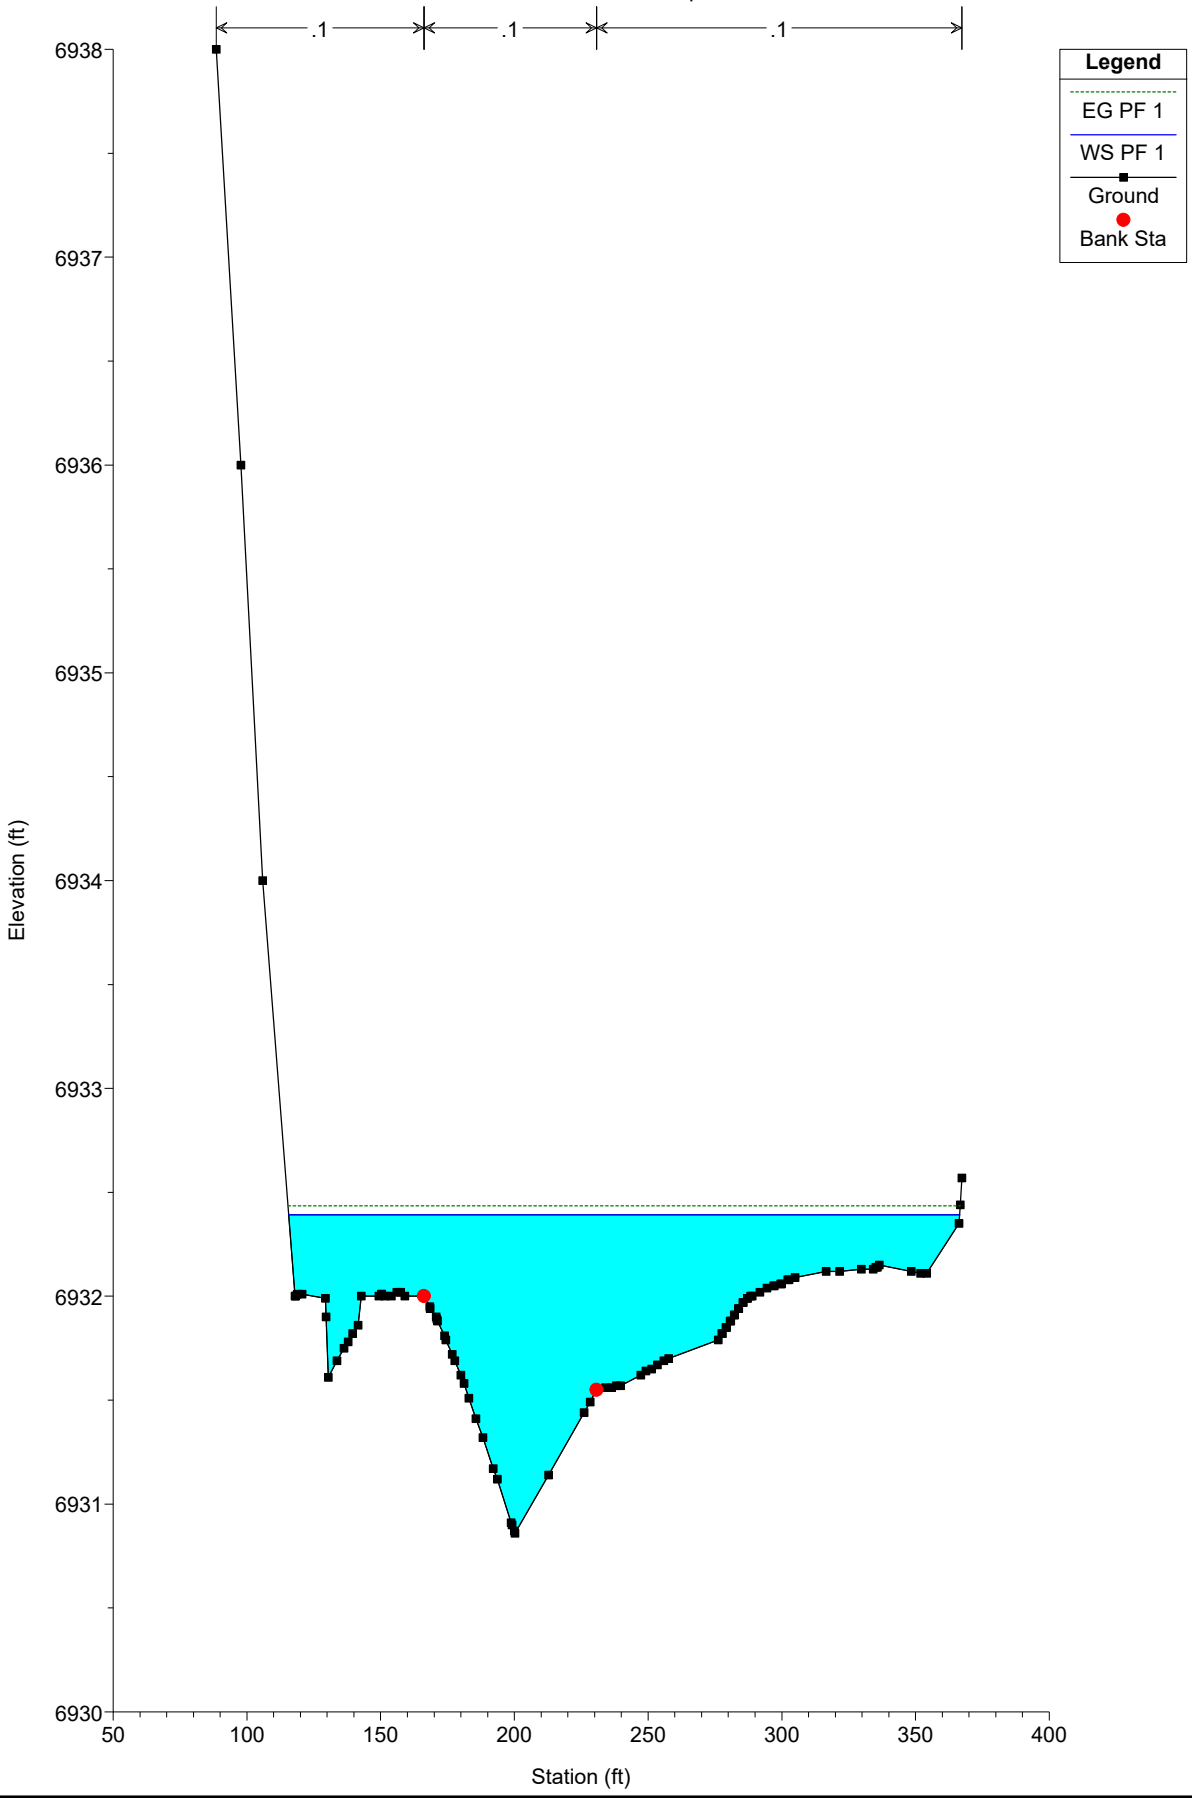 .1 .1 .1
Legend
EG PF 1
WS PF 1
Ground
Bank Sta
6938
6937
6936
6935
6934
6933
6932
6931
6930
Elevation (ft)
50 100 150 200 250 300 350 400
Station (ft)